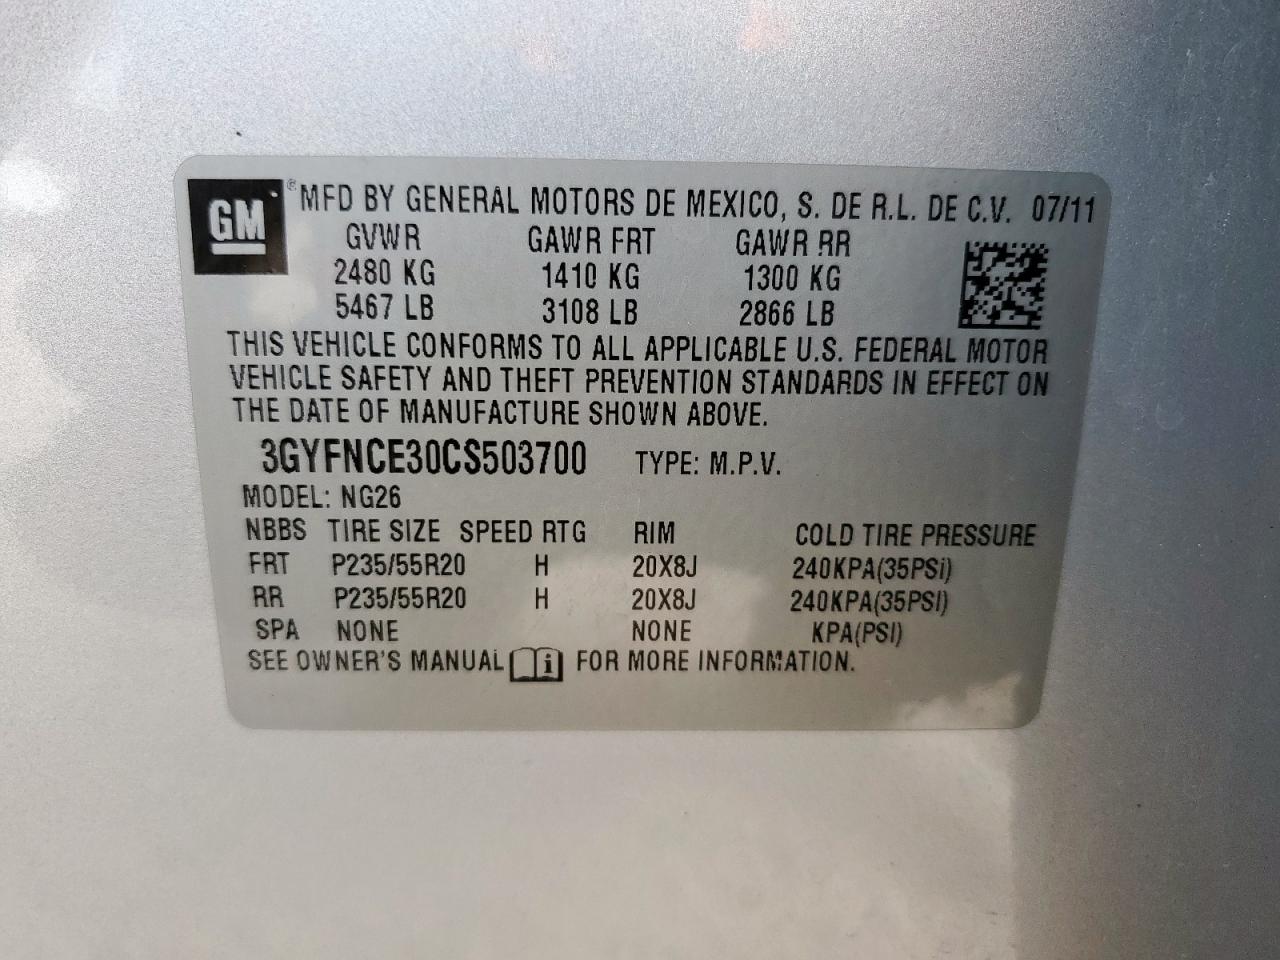 GM ® MFD BY GENERAL MOTORS DE MEXICO, S. DE R.L. DE C.V. 07/11
GVWR GAWR FRT GAWR RR
2480 KG 1410 KG 1300 KG
5467 LB 3108 LB 2866 LB
THIS VEHICLE CONFORMS TO ALL APPLICABLE U.S. FEDERAL MOTOR
VEHICLE SAFETY AND THEFT PREVENTION STANDARDS IN EFFECT ON
THE DATE OF MANUFACTURE SHOWN ABOVE.
3GYFNCE30CS503700 TYPE: M.P.V.
MODEL: NG26
NBBS TIRE SIZE SPEED RTG RIM COLD TIRE PRESSURE
FRT P235/55R20 H 20X8J 240KPA(35PSi)
RR P235/55R20 H 20X8J 240KPA(35PSI)
SPA NONE NONE KPA(PSI)
SEE OWNER'S MANUAL i FOR MORE INFORMATION.